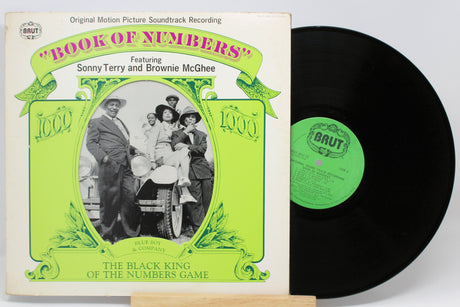 BRUT
Original Motion Picture Soundtrack Recording
"BOOK OF NUMBERS"
Featuring
Sonny Terry and Brownie McGhee
1000 1000
BLUE BOY
& COMPANY
THE BLACK KING
OF THE NUMBERS GAME
BRUT